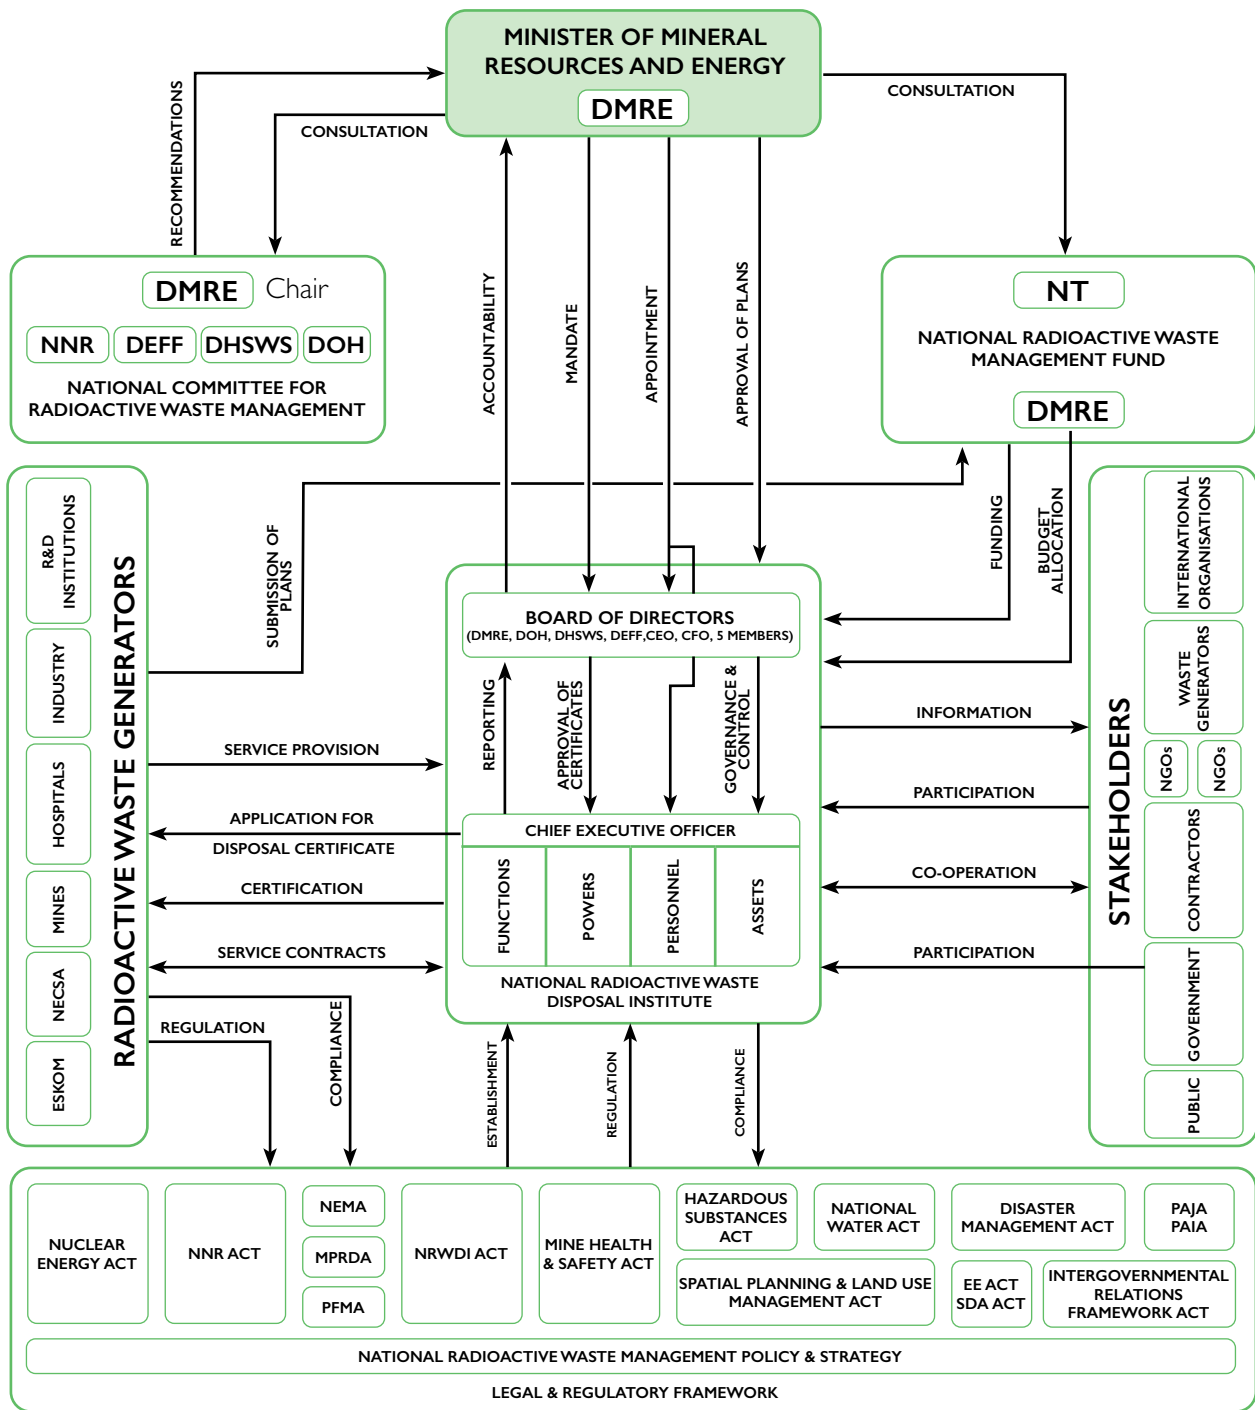 MINISTER OF MINERAL
RESOURCES AND ENERGY
DMRE
RECOMMENDATIONS
CONSULTATION
CONSULTATION
DMRE Chair
NNR DEFF DHSWS DOH
NATIONAL COMMITTEE FOR
RADIOACTIVE WASTE MANAGEMENT
ACCOUNTABILITY
MANDATE
APPOINTMENT
APPROVAL OF PLANS
NT
NATIONAL RADIOACTIVE WASTE
MANAGEMENT FUND
DMRE
RADIOACTIVE WASTE GENERATORS
R&D
INSTITUTIONS
INDUSTRY
HOSPITALS
MINES
NECSA
ESKOM
SUBMISSION OF
PLANS
FUNDING
BUDGET
ALLOCATION
BOARD OF DIRECTORS
(DMRE, DOH, DHSWS, DEFF,CEO, CFO, 5 MEMBERS)
REPORTING
APPROVAL OF
CERTIFICATES
GOVERNANCE &
CONTROL
CHIEF EXECUTIVE OFFICER
FUNCTIONS
POWERS
PERSONNEL
ASSETS
NATIONAL RADIOACTIVE WASTE
DISPOSAL INSTITUTE
SERVICE PROVISION
APPLICATION FOR
DISPOSAL CERTIFICATE
CERTIFICATION
SERVICE CONTRACTS
REGULATION
COMPLIANCE
INFORMATION
PARTICIPATION
CO-OPERATION
PARTICIPATION
STAKEHOLDERS
INTERNATIONAL
ORGANISATIONS
WASTE
GENERATORS
NGOs
NGOs
CONTRACTORS
GOVERNMENT
PUBLIC
ESTABLISHMENT
REGULATION
COMPLIANCE
NUCLEAR
ENERGY ACT
NNR ACT
NEMA
MPRDA
PFMA
NRWDI ACT
MINE HEALTH
& SAFETY ACT
HAZARDOUS
SUBSTANCES
ACT
NATIONAL
WATER ACT
DISASTER
MANAGEMENT ACT
PAJA
PAIA
SPATIAL PLANNING & LAND USE
MANAGEMENT ACT
EE ACT
SDA ACT
INTERGOVERNMENTAL
RELATIONS
FRAMEWORK ACT
NATIONAL RADIOACTIVE WASTE MANAGEMENT POLICY & STRATEGY
LEGAL & REGULATORY FRAMEWORK